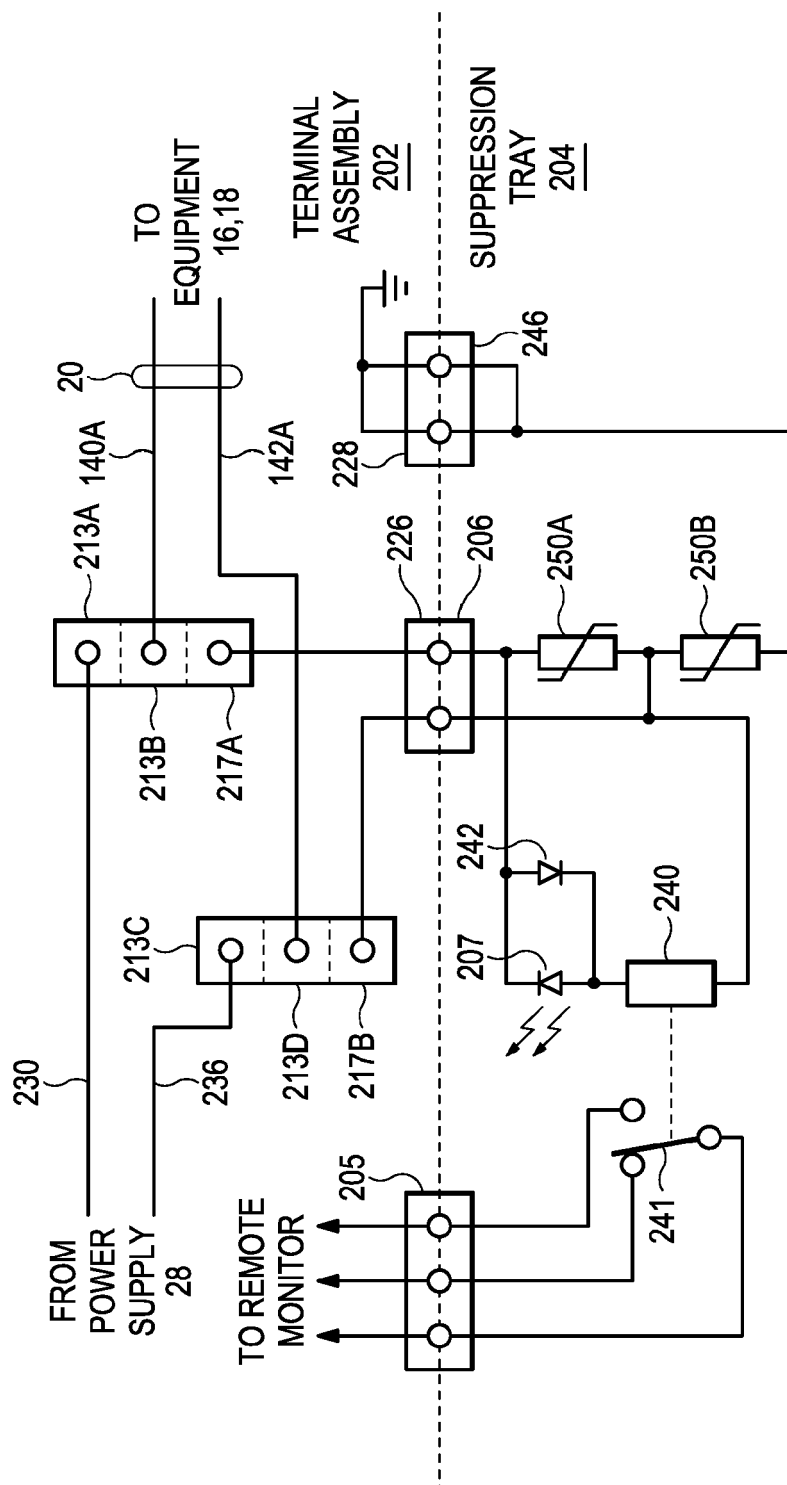 FROM
POWER
SUPPLY
28
230
236
213A
213B
217A
213C
213D
217B
140A
142A
20
TO
EQUIPMENT
16,18
TO REMOTE
MONITOR
205
226
206
228
246
TERMINAL
ASSEMBLY
202
SUPPRESSION
TRAY
204
207
242
240
241
250A
250B